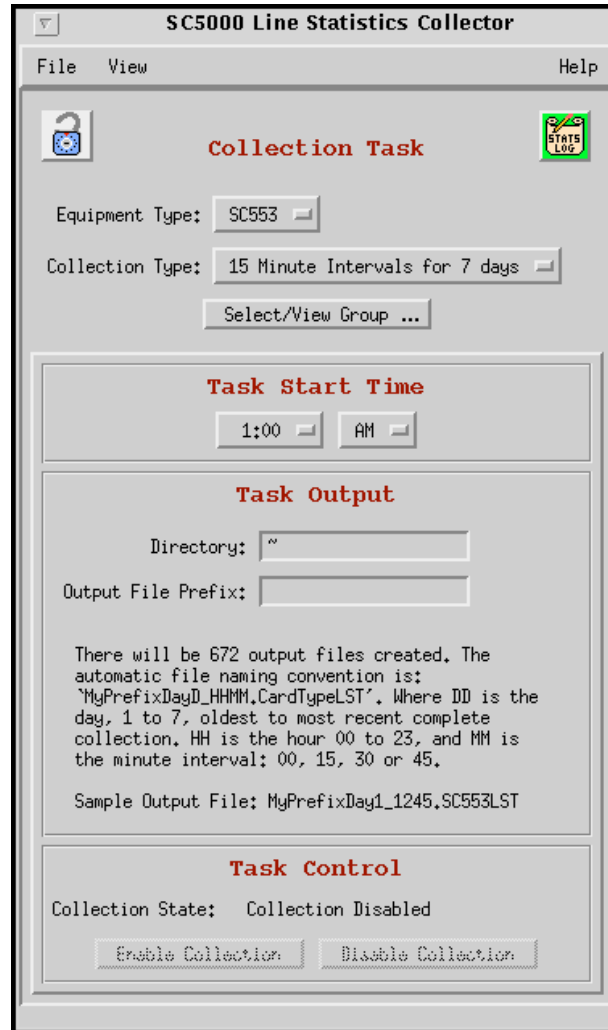 SC5000 Line Statistics Collector
File View Help
STATS
LOG
Collection Task
Equipment Type: SC553
Collection Type: 15 Minute Intervals for 7 days
Select/View Group ...
Task Start Time
1:00 AM
Task Output
Directory: ~
Output File Prefix:
There will be 672 output files created. The
automatic file naming convention is:
`MyPrefixDayD_HHMM.CardTypeLST'. Where DD is the
day, 1 to 7, oldest to most recent complete
collection. HH is the hour 00 to 23, and MM is
the minute interval: 00, 15, 30 or 45.
Sample Output File: MyPrefixDay1_1245.SC553LST
Task Control
Collection State: Collection Disabled
Enable Collection Disable Collection